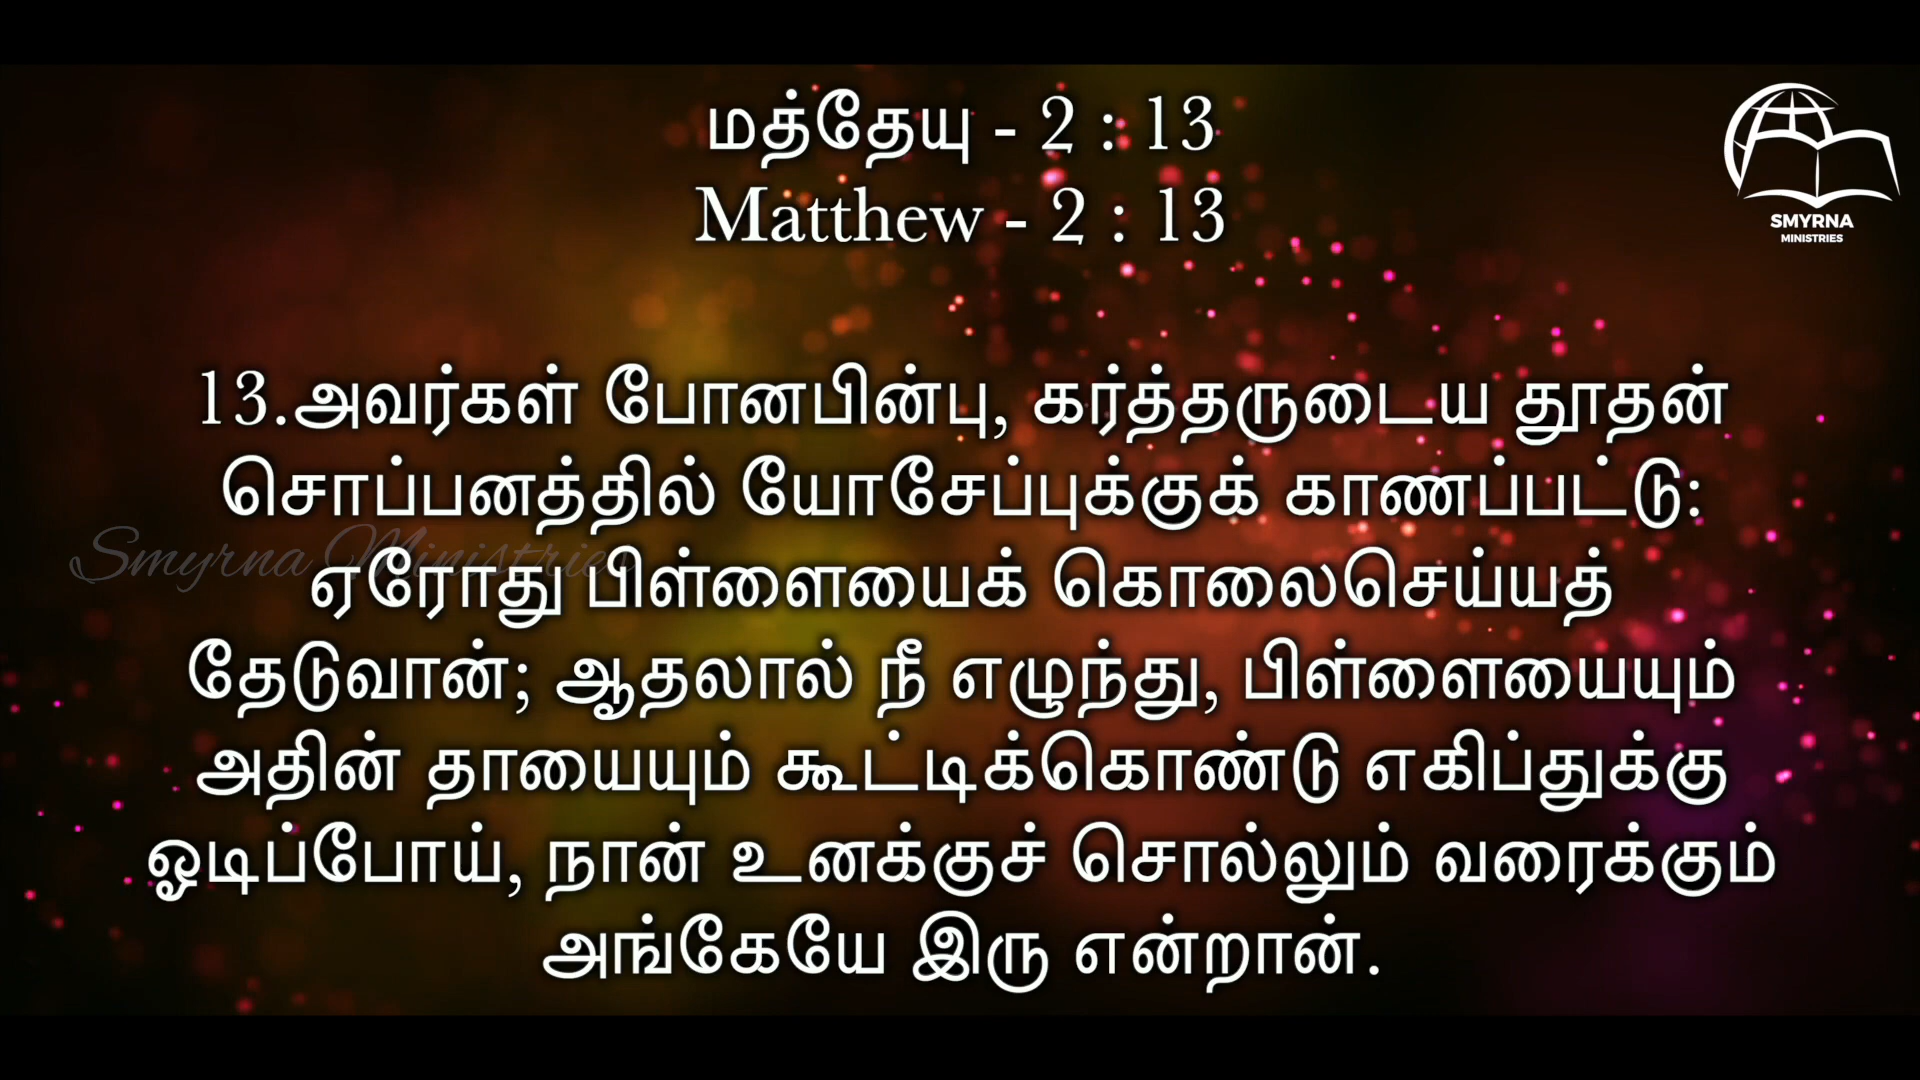 மத்தேயு - 2 : 13
Matthew - 2 : 13
SMYRNA
MINISTRIES
13.அவர்கள் போனபின்பு, கர்த்தருடைய தூதன்
சொப்பனத்தில் யோசேப்புக்குக் காணப்பட்டு:
Smyrna Ministries
ஏரோது பிள்ளையைக் கொலைசெய்யத்
தேடுவான்; ஆதலால் நீ எழுந்து, பிள்ளையையும்
அதின் தாயையும் கூட்டிக்கொண்டு எகிப்துக்கு
ஓடிப்போய், நான் உனக்குச் சொல்லும் வரைக்கும்
அங்கேயே இரு என்றான்.